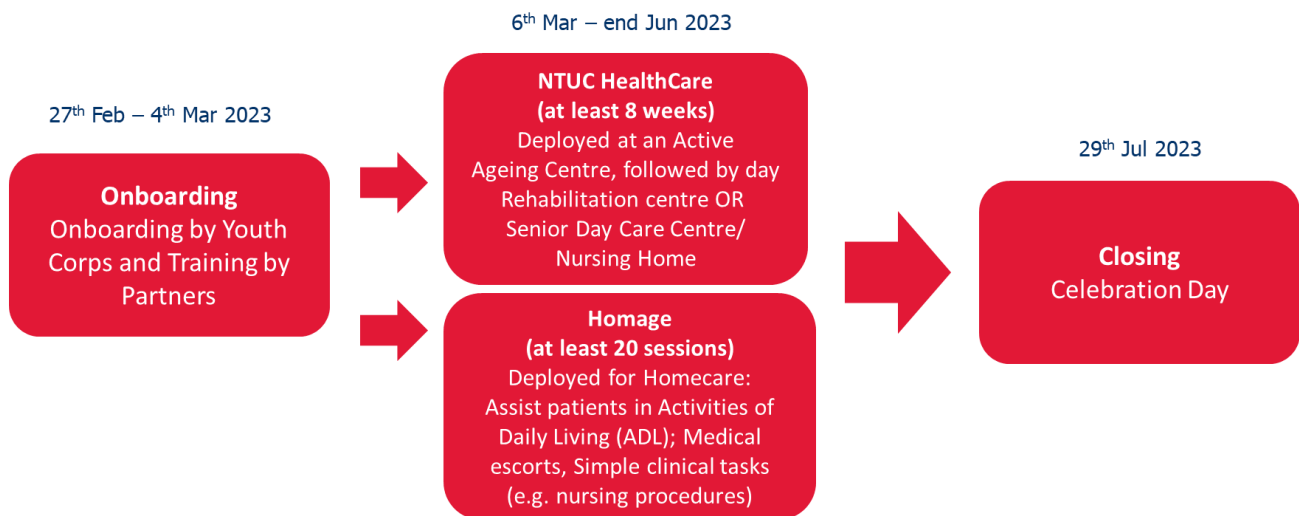 27th Feb – 4th Mar 2023
Onboarding
Onboarding by Youth
Corps and Training by
Partners
6th Mar – end Jun 2023
NTUC HealthCare
(at least 8 weeks)
Deployed at an Active
Ageing Centre, followed by day
Rehabilitation centre OR
Senior Day Care Centre/
Nursing Home
Homage
(at least 20 sessions)
Deployed for Homecare:
Assist patients in Activities of
Daily Living (ADL); Medical
escorts, Simple clinical tasks
(e.g. nursing procedures)
29th Jul 2023
Closing
Celebration Day